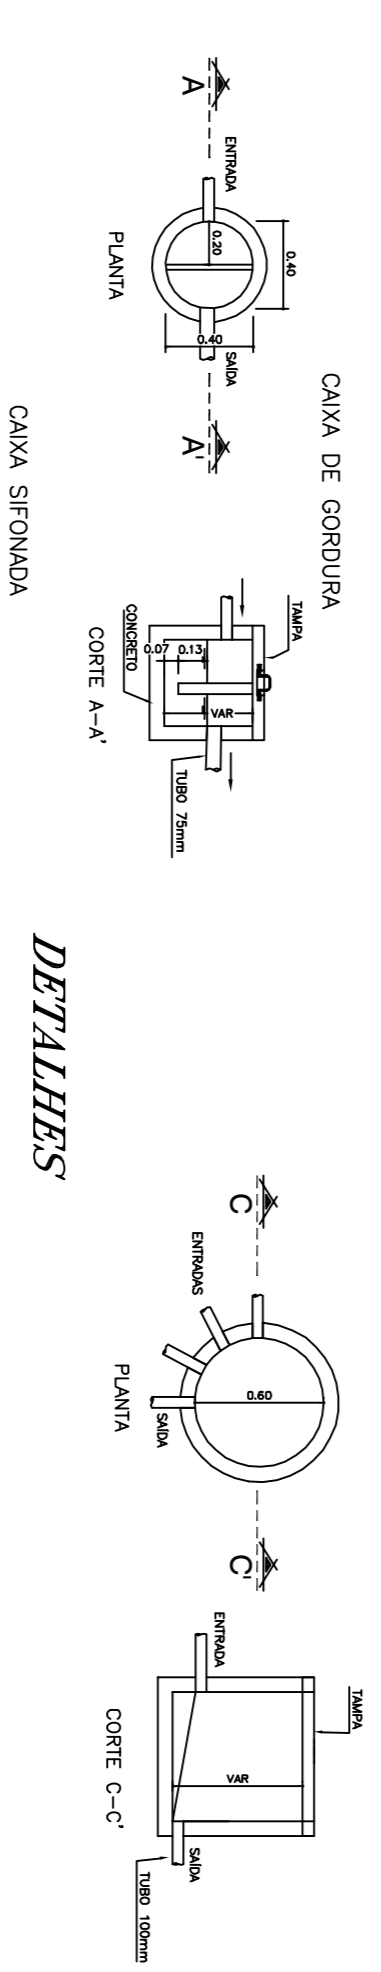 CAIXA DE GORDURA
A
ENTRADA
0.40
0.20
0.40
SAÍDA
A'
PLANTA
TAMPA
0.07
0.13
VAR
CONCRETO
TUBO 75mm
CORTE A-A'
CAIXA SIFONADA
DETALHES
C
ENTRADAS
0.60
SAÍDA
C'
PLANTA
TAMPA
ENTRADA
VAR
SAÍDA
TUBO 100mm
CORTE C-C'